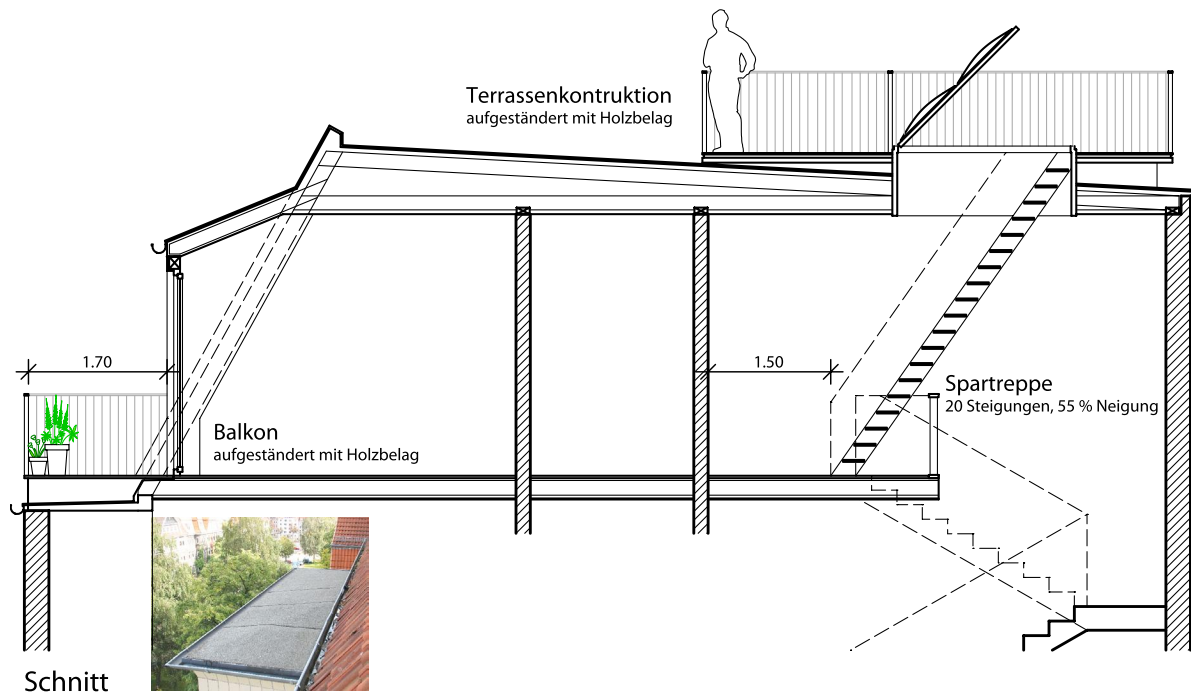 Terrassenkontruktion
aufgeständert mit Holzbelag
1.70
1.50
Spartreppe
20 Steigungen, 55 % Neigung
Balkon
aufgeständert mit Holzbelag
Schnitt